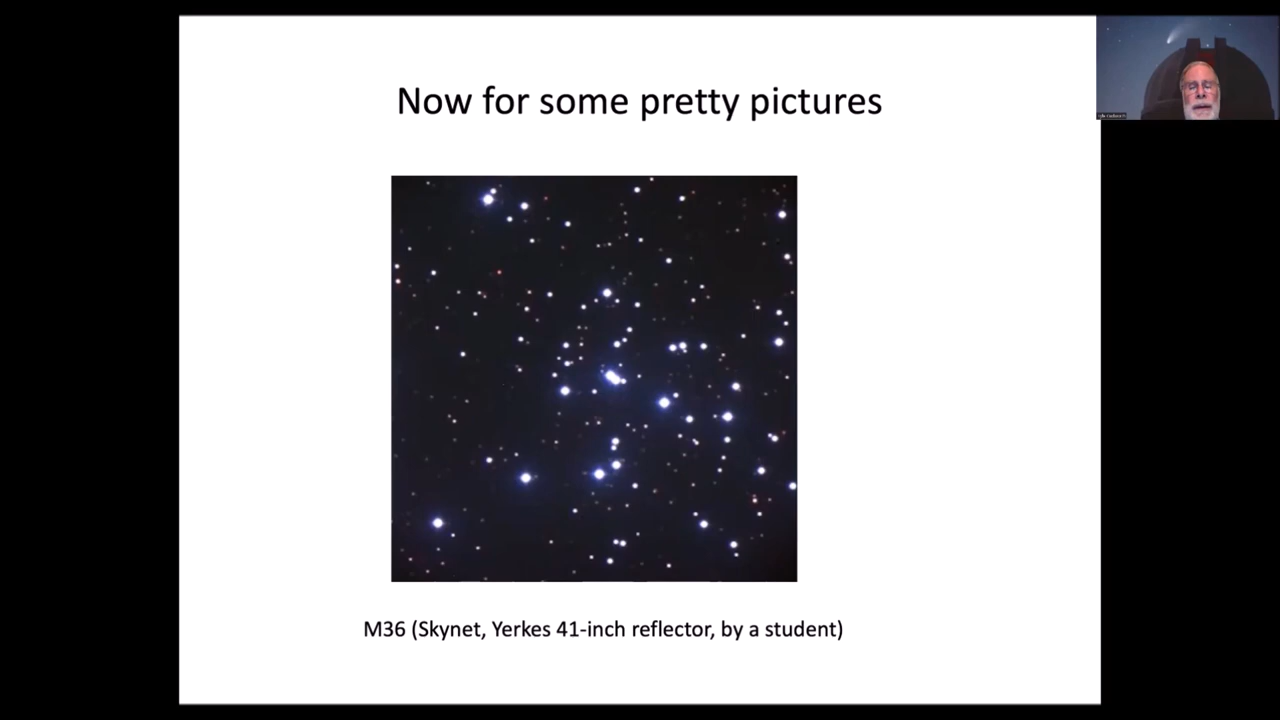 Now for some pretty pictures
M36 (Skynet, Yerkes 41-inch reflector, by a student)